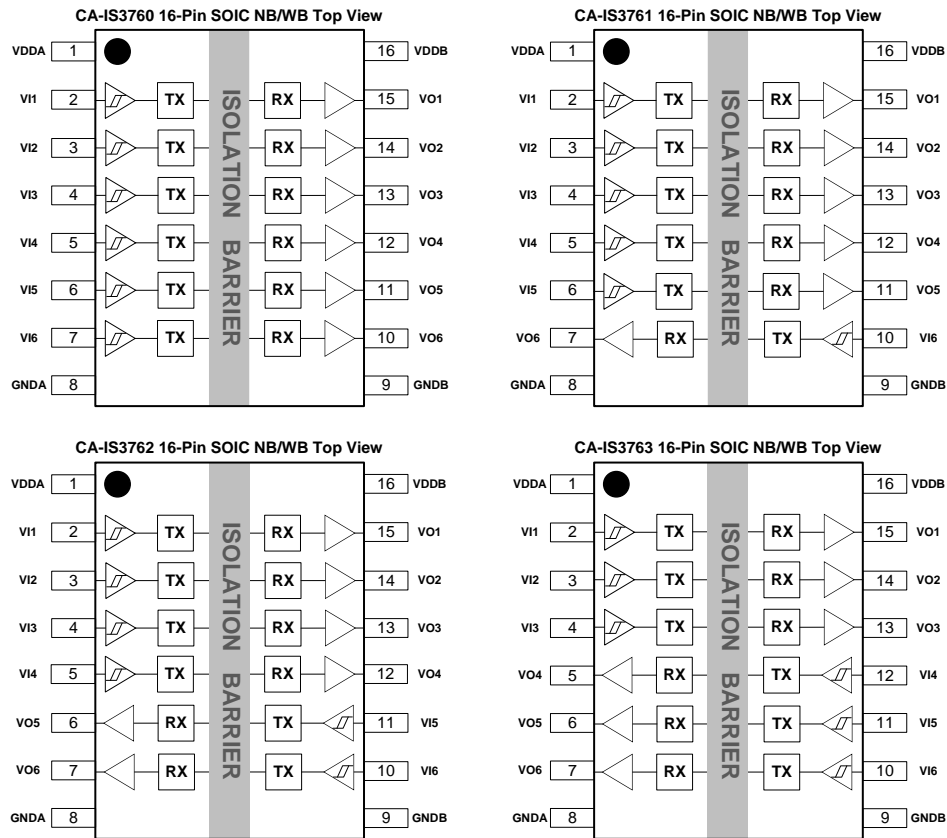 CA-IS3760 16-Pin SOIC NB/WB Top View
VDDA 1 16 VDDB
VI1 2 TX RX 15 VO1
VI2 3 TX RX 14 VO2
VI3 4 TX RX 13 VO3
VI4 5 TX RX 12 VO4
VI5 6 TX RX 11 VO5
VI6 7 TX RX 10 VO6
GNDA 8 9 GNDB
ISOLATION BARRIER
CA-IS3761 16-Pin SOIC NB/WB Top View
VDDA 1 16 VDDB
VI1 2 TX RX 15 VO1
VI2 3 TX RX 14 VO2
VI3 4 TX RX 13 VO3
VI4 5 TX RX 12 VO4
VI5 6 TX RX 11 VO5
VO6 7 RX TX 10 VI6
GNDA 8 9 GNDB
ISOLATION BARRIER
CA-IS3762 16-Pin SOIC NB/WB Top View
VDDA 1 16 VDDB
VI1 2 TX RX 15 VO1
VI2 3 TX RX 14 VO2
VI3 4 TX RX 13 VO3
VI4 5 TX RX 12 VO4
VO5 6 RX TX 11 VI5
VO6 7 RX TX 10 VI6
GNDA 8 9 GNDB
ISOLATION BARRIER
CA-IS3763 16-Pin SOIC NB/WB Top View
VDDA 1 16 VDDB
VI1 2 TX RX 15 VO1
VI2 3 TX RX 14 VO2
VI3 4 TX RX 13 VO3
VO4 5 RX TX 12 VI4
VO5 6 RX TX 11 VI5
VO6 7 RX TX 10 VI6
GNDA 8 9 GNDB
ISOLATION BARRIER